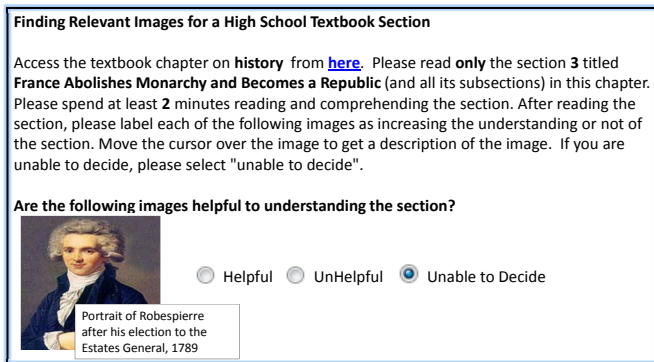 Finding Relevant Images for a High School Textbook Section
Access the textbook chapter on history from here. Please read only the section 3 titled
France Abolishes Monarchy and Becomes a Republic (and all its subsections) in this chapter.
Please spend at least 2 minutes reading and comprehending the section. After reading the
section, please label each of the following images as increasing the understanding or not of
the section. Move the cursor over the image to get a description of the image. If you are
unable to decide, please select "unable to decide".
Are the following images helpful to understanding the section?
Helpful UnHelpful Unable to Decide
Portrait of Robespierre
after his election to the
Estates General, 1789